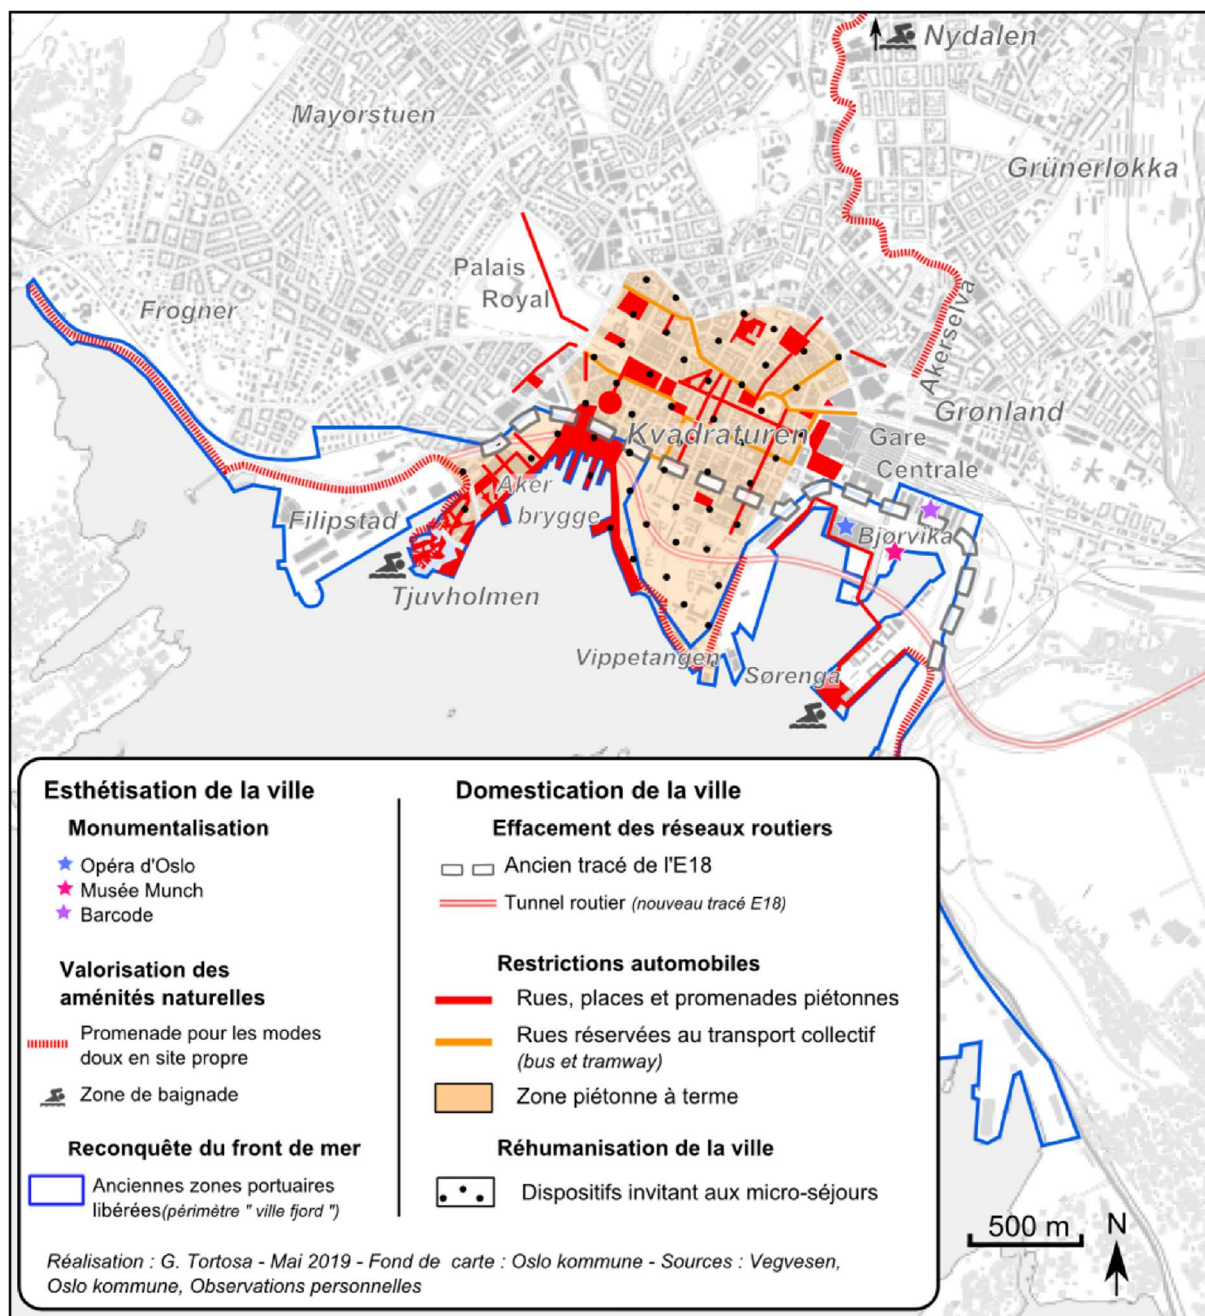 Nydalen
Mayorstuen
Grünerløkka
Palais
Royal
Frogner
Akerselva
Grønland
Kvadraturen
Gare
Centrale
Aker
brygge
Filipstad
Bjørvika
Tjuvholmen
Vippetangen
Sørenga
Esthétisation de la ville
Monumentalisation
Opéra d'Oslo
Musée Munch
Barcode
Valorisation des
aménités naturelles
Promenade pour les modes
doux en site propre
Zone de baignade
Reconquête du front de mer
Anciennes zones portuaires
libérées(périmètre " ville fjord ")
Domestication de la ville
Effacement des réseaux routiers
Ancien tracé de l'E18
Tunnel routier (nouveau tracé E18)
Restrictions automobiles
Rues, places et promenades piétonnes
Rues réservées au transport collectif
(bus et tramway)
Zone piétonne à terme
Réhumanisation de la ville
Dispositifs invitant aux micro-séjours
Réalisation : G. Tortosa - Mai 2019 - Fond de carte : Oslo kommune - Sources : Vegvesen,
Oslo kommune, Observations personnelles
500 m
N